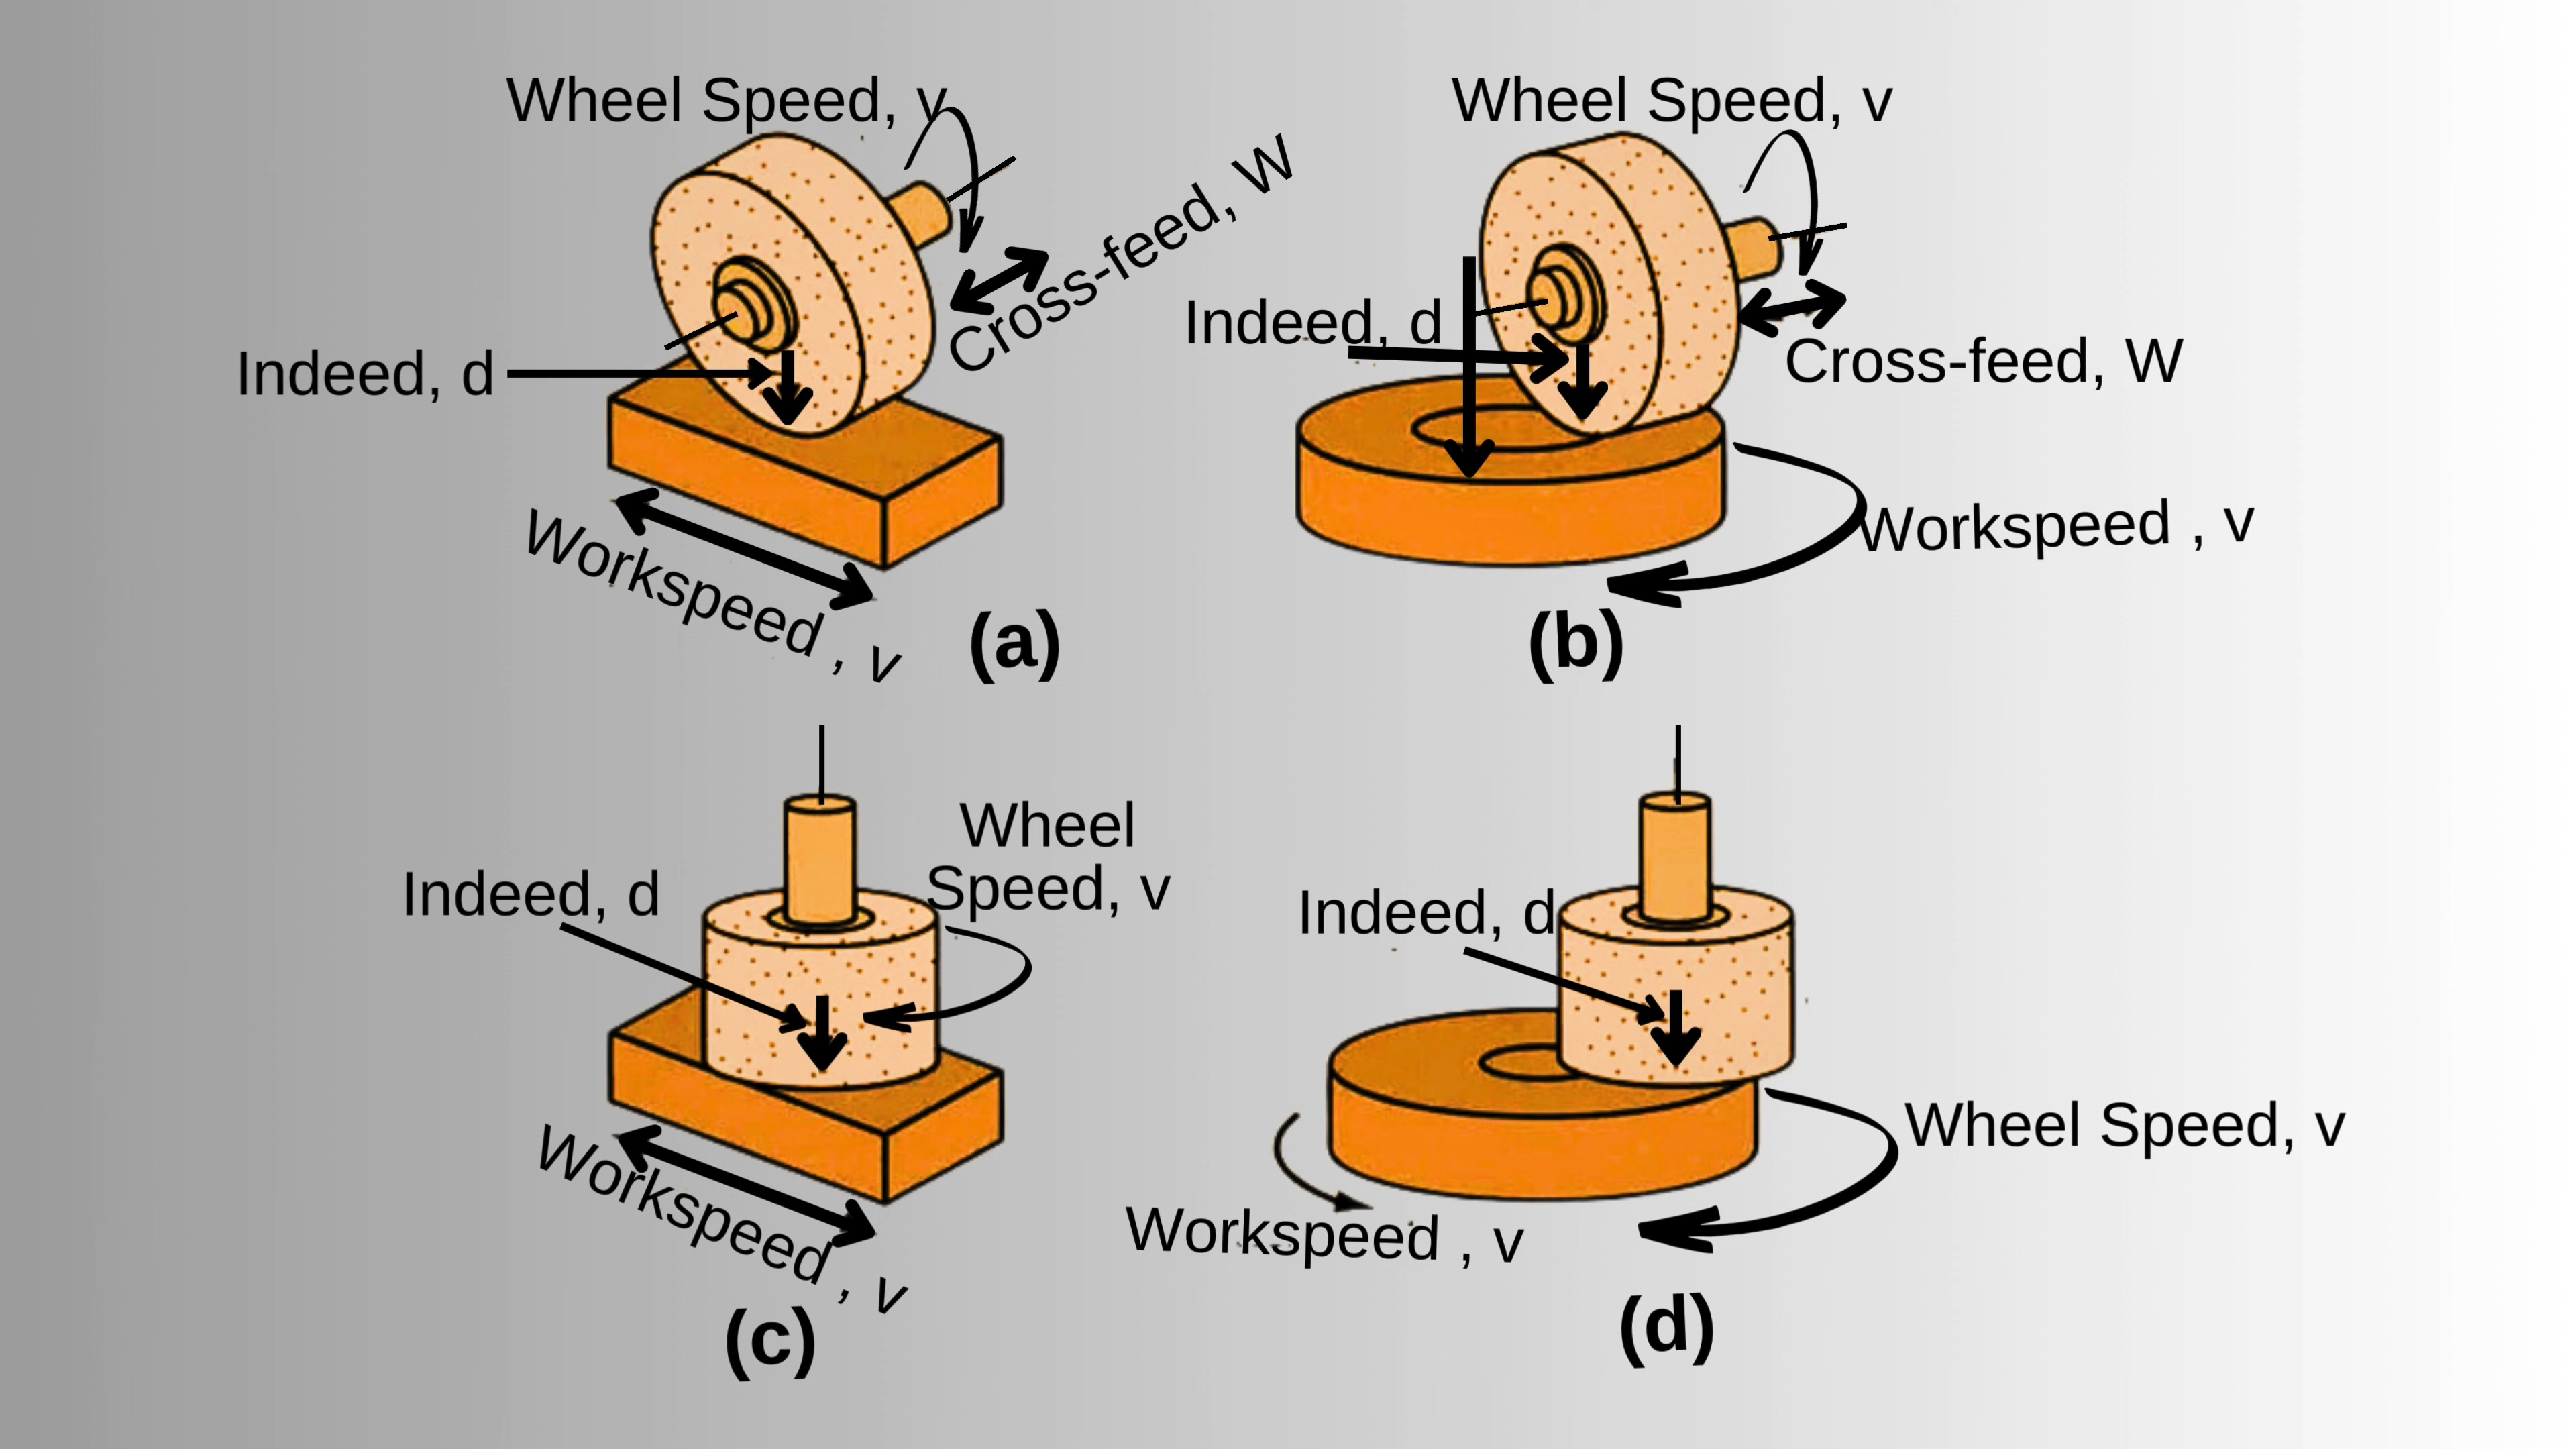 Wheel Speed, v
Cross-feed, W
Indeed, d
Workspeed , v
(a)
Wheel Speed, v
Indeed, d
Cross-feed, W
Workspeed , v
(b)
Wheel
Speed, v
Indeed, d
Workspeed , v
(c)
Indeed, d
Wheel Speed, v
Workspeed , v
(d)